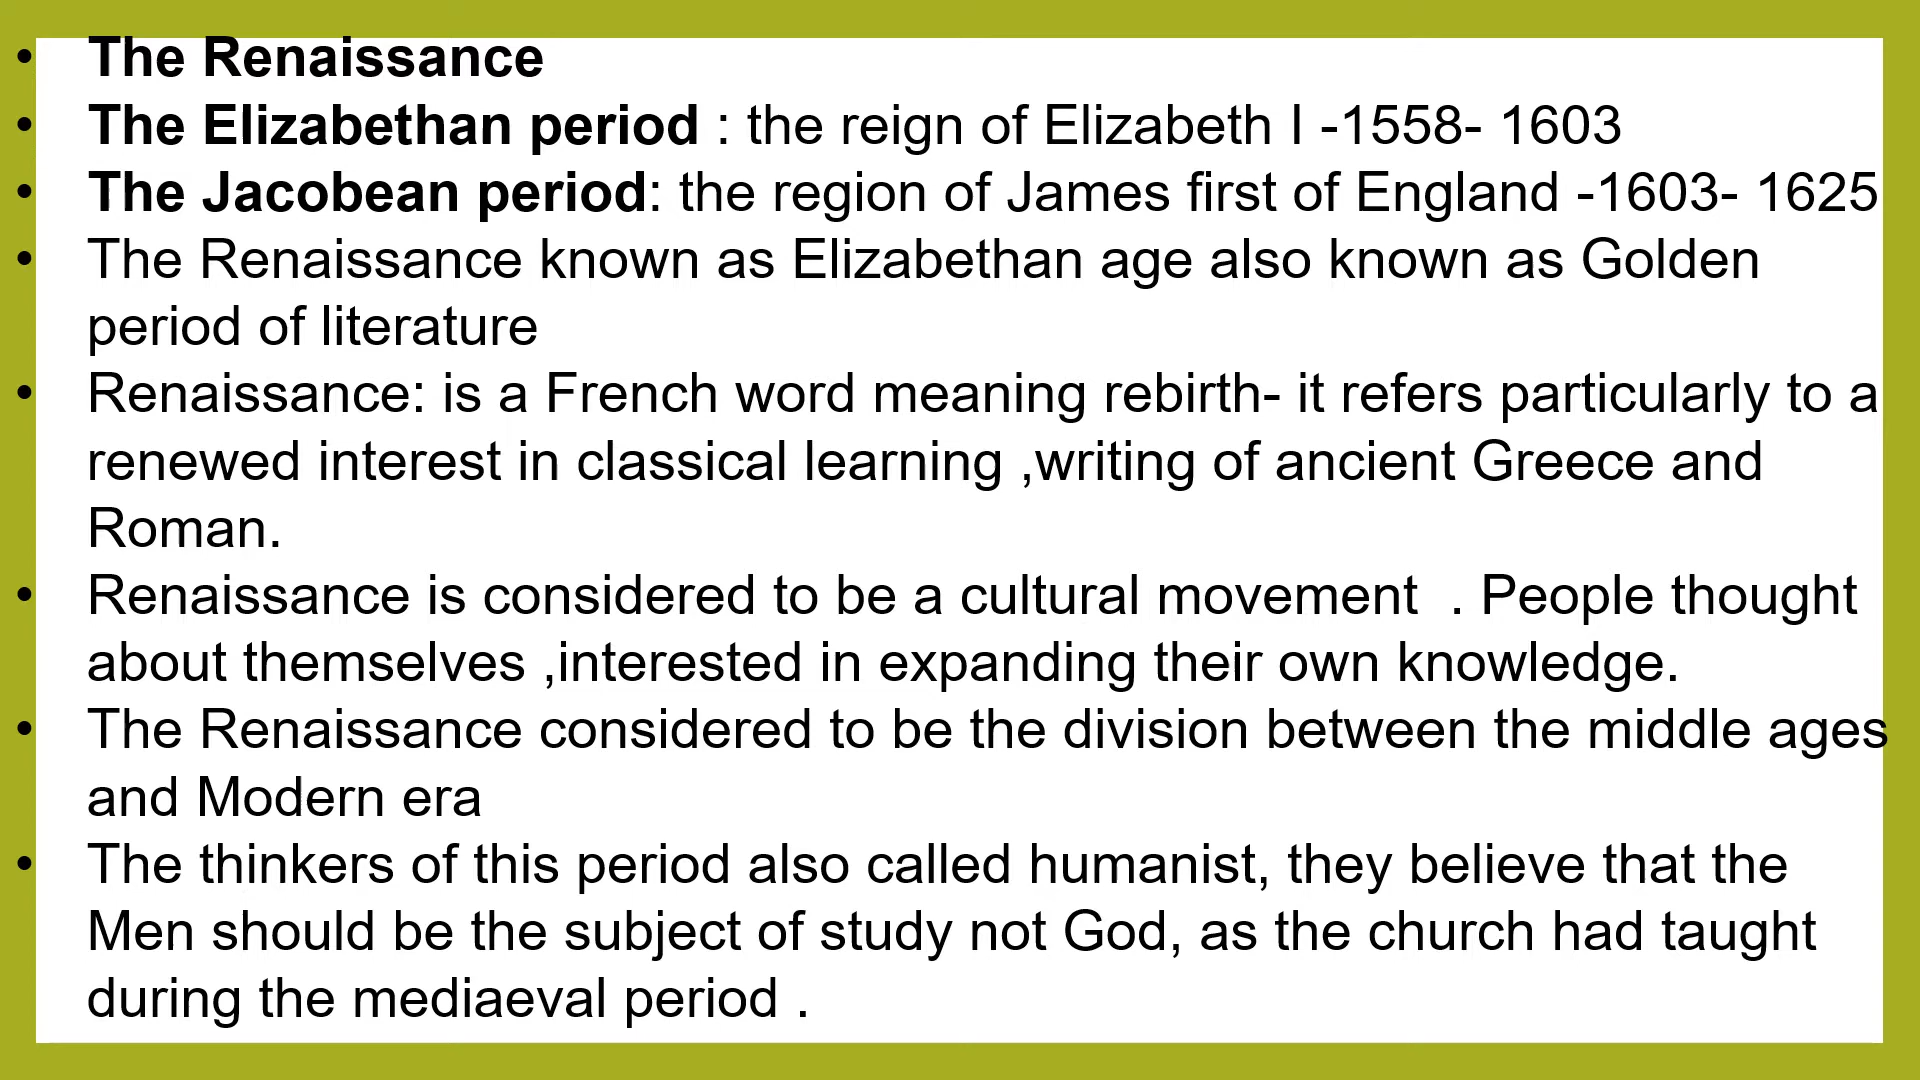 • The Renaissance
• The Elizabethan period : the reign of Elizabeth I -1558- 1603
• The Jacobean period: the region of James first of England -1603- 1625
• The Renaissance known as Elizabethan age also known as Golden
period of literature
• Renaissance: is a French word meaning rebirth- it refers particularly to a
renewed interest in classical learning ,writing of ancient Greece and
Roman.
• Renaissance is considered to be a cultural movement  . People thought
about themselves ,interested in expanding their own knowledge.
• The Renaissance considered to be the division between the middle ages
and Modern era
• The thinkers of this period also called humanist, they believe that the
Men should be the subject of study not God, as the church had taught
during the mediaeval period .